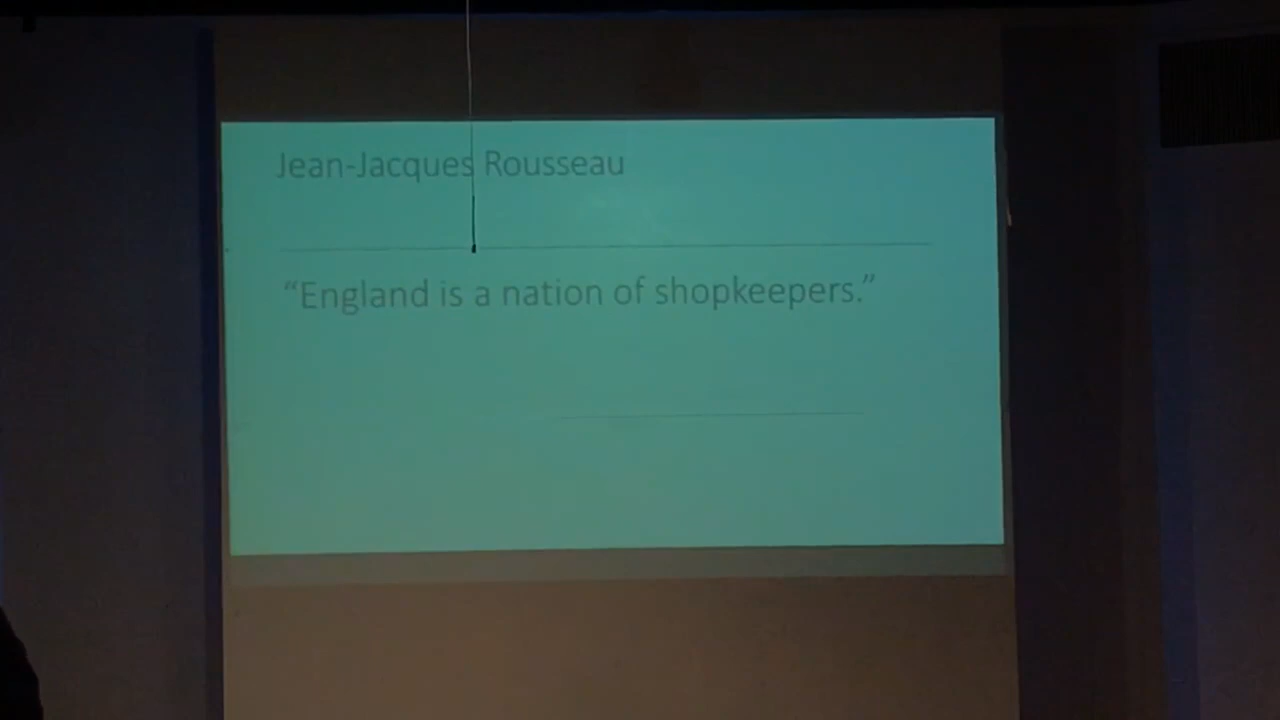 Jean-Jacques Rousseau
“England is a nation of shopkeepers.”